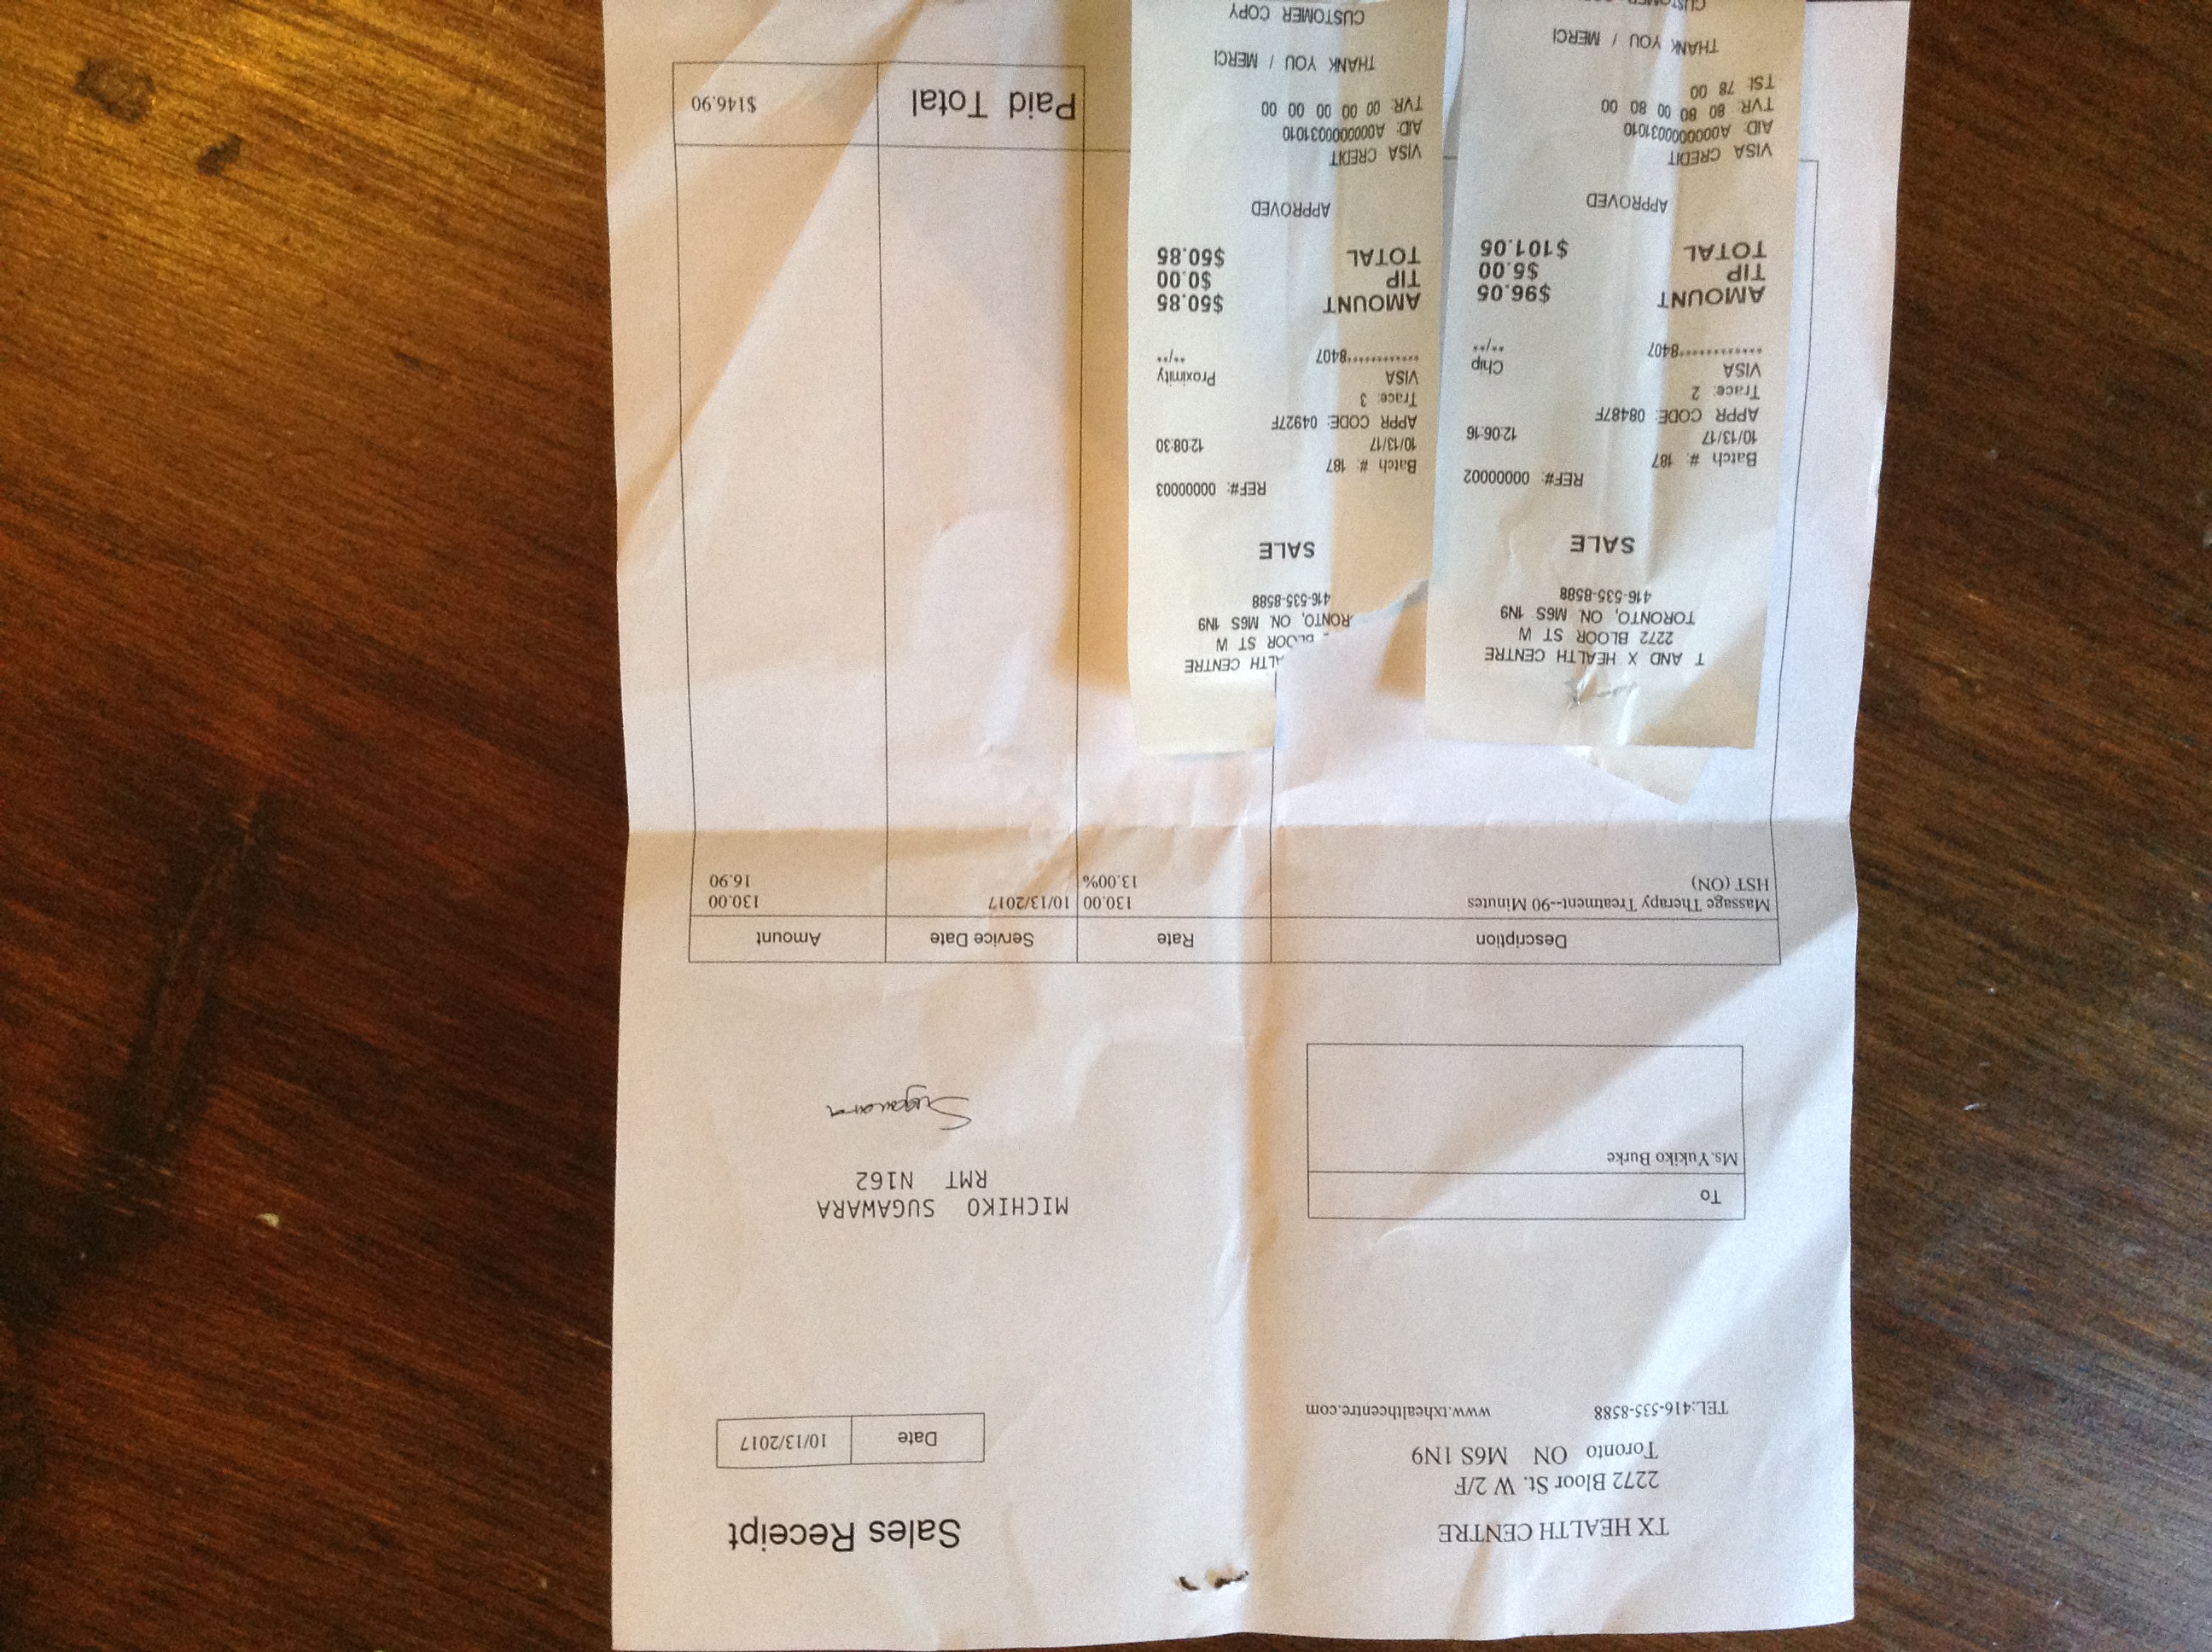 TX HEALTH CENTRE
2272 Bloor St. W 2/F
Toronto ON M6S 1N9
TEL:416-535-8588 www.txhealthcentre.com
Sales Receipt
Date 10/13/2017
To
Ms.Yukiko Burke
MICHIKO SUGAWARA
RMT N162
Sugawara
Description Rate Service Date Amount
Massage Therapy Treatment--90 Minutes 130.00 10/13/2017 130.00
HST (ON) 13.00% 16.90
T AND X HEALTH CENTRE
2272 BLOOR ST W
TORONTO, ON. M6S 1N9
416-535-8588
SALE
REF#: 00000002
Batch #: 187
10/13/17 12:06:16
APPR CODE: 08487F
Trace: 2
VISA Chip
************8407 **/**
AMOUNT $96.05
TIP $5.00
TOTAL $101.05
APPROVED
VISA CREDIT
AID: A0000000031010
TVR: 80 80 00 80 00
TSI: 78 00
THANK YOU / MERCI
ALTH CENTRE
BLOOR ST W
RONTO, ON. M6S 1N9
416-535-8588
SALE
REF#: 00000003
Batch #: 187
10/13/17 12:08:30
APPR CODE: 04927F
Trace: 3
VISA Proximity
************8407 **/**
AMOUNT $50.85
TIP $0.00
TOTAL $50.85
APPROVED
VISA CREDIT
AID: A0000000031010
TVR: 00 00 00 00 00
THANK YOU / MERCI
CUSTOMER COPY
Paid Total $146.90